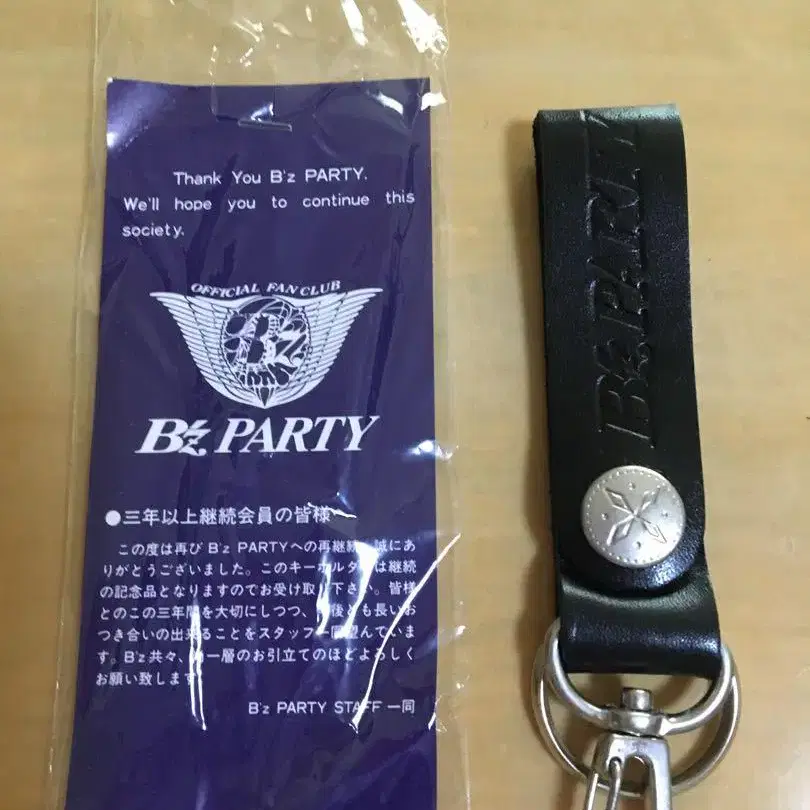 Thank You B'z PARTY.
We'll hope you to continue this
society.
OFFICIAL FAN CLUB
B'z
B'z PARTY
●三年以上継続会員の皆様へ
この度は再び B'z PARTYへの再継続、誠にあ
りがとうございました。このキーホルダーは継続
の記念品となりますのでお受け取り下さい。皆様
とのこの三年間を大切にしつつ、今後とも長いお
つき合いの出来ることをスタッフ一同望んでいま
す。B'z共々、一層のお引立てのほどよろしく
お願い致します
B'z PARTY STAFF 一同
B'z PARTY